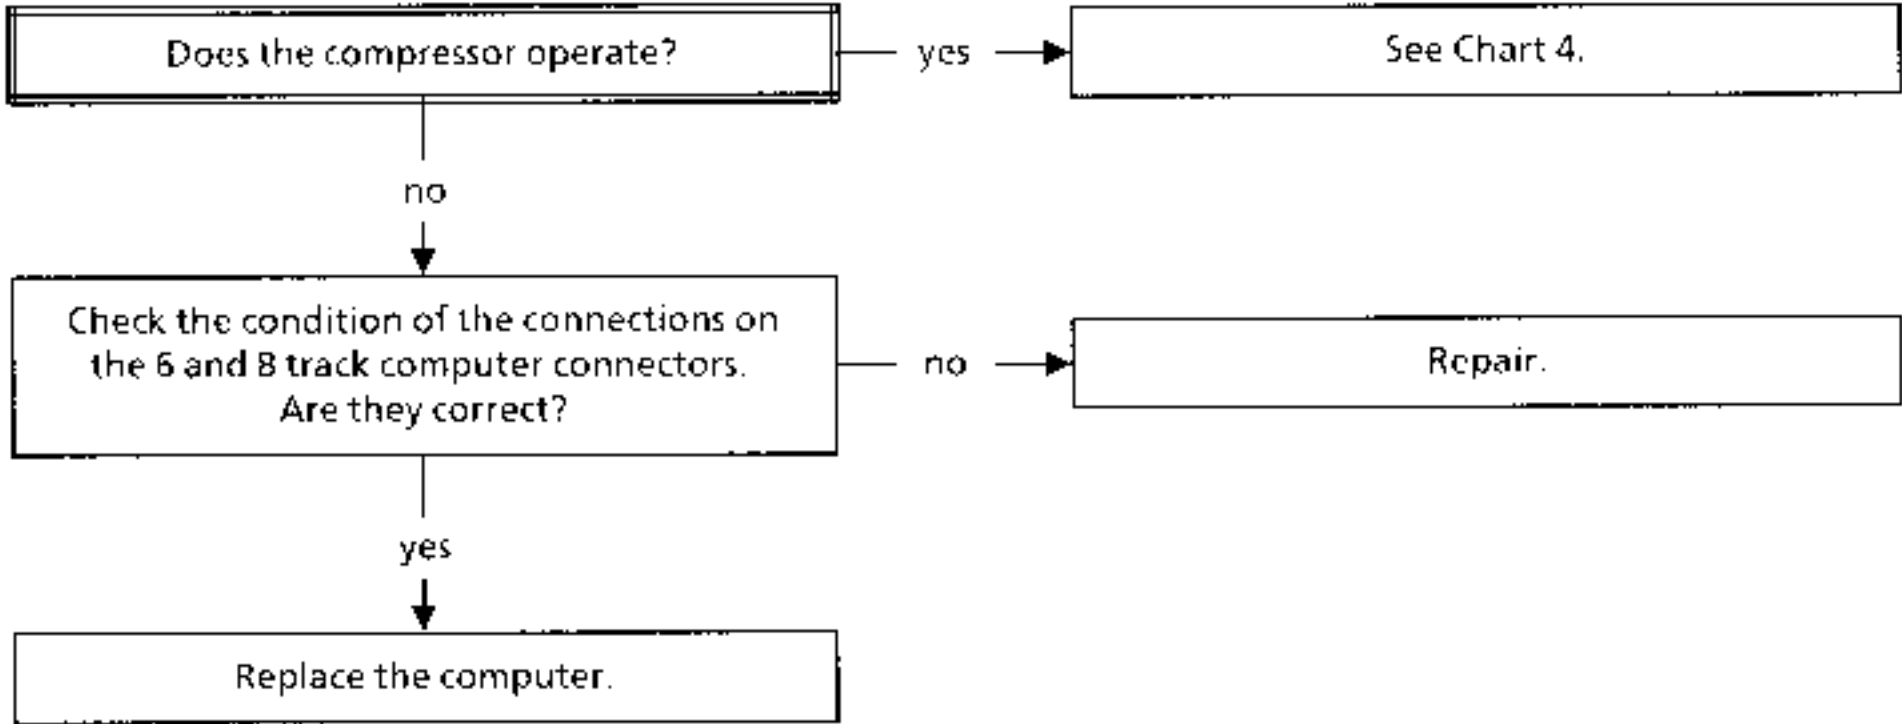 Does the compressor operate?
yes
See Chart 4.
no
Check the condition of the connections on
the 6 and 8 track computer connectors.
Are they correct?
no
Repair.
yes
Replace the computer.